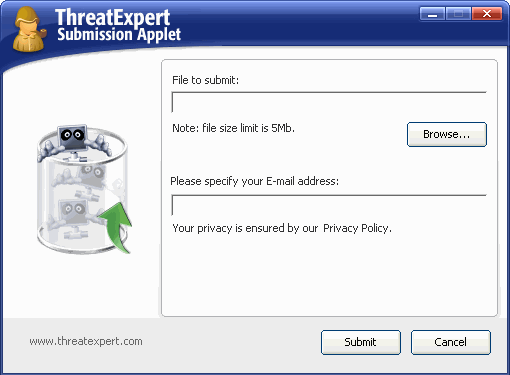 ThreatExpert
Submission Applet
File to submit:
Note: file size limit is 5Mb.
Browse...
Please specify your E-mail address:
Your privacy is ensured by our Privacy Policy.
www.threatexpert.com
Submit
Cancel